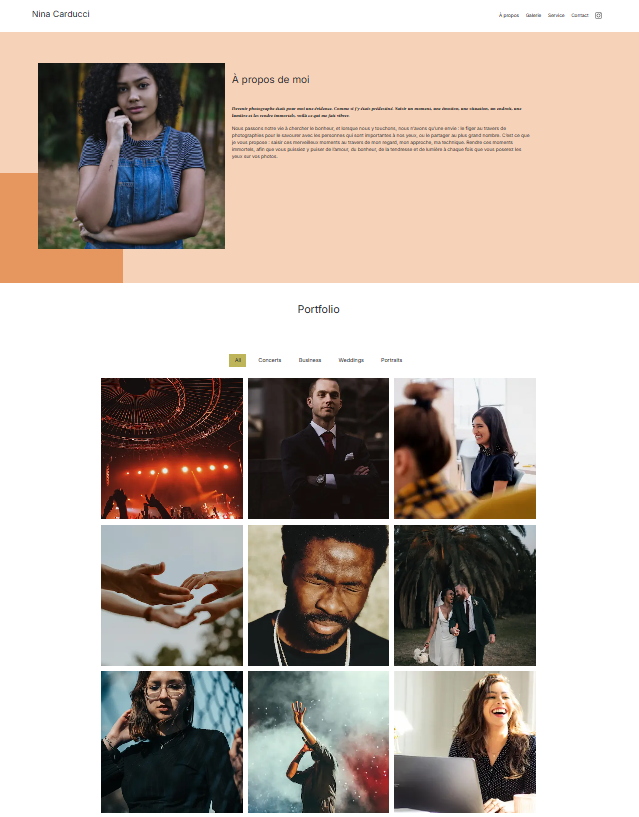 Nina Carducci
À propos Galerie Service Contact
À propos de moi
Devenir photographe était pour moi une évidence. Comme si j'y étais prédestiné. Saisir un moment, une émotion, une situation, un endroit, une
lumière et les rendre immortels, voilà ce qui me fait vibrer.
Nous passons notre vie à chercher le bonheur, et lorsque nous y touchons, nous n'avons qu'une envie : le figer au travers de
photographies pour le savourer avec les personnes qui sont importantes à nos yeux, ou le partager au plus grand nombre. C'est ce que
je vous propose : saisir ces merveilleux moments au travers de mon regard, mon approche, ma technique. Rendre ces moments
immortels, afin que vous puissiez y puiser de l'amour, du bonheur, de la tendresse et de lumière à chaque fois que vous poserez les
yeux sur vos photos.
Portfolio
All Concerts Business Weddings Portraits